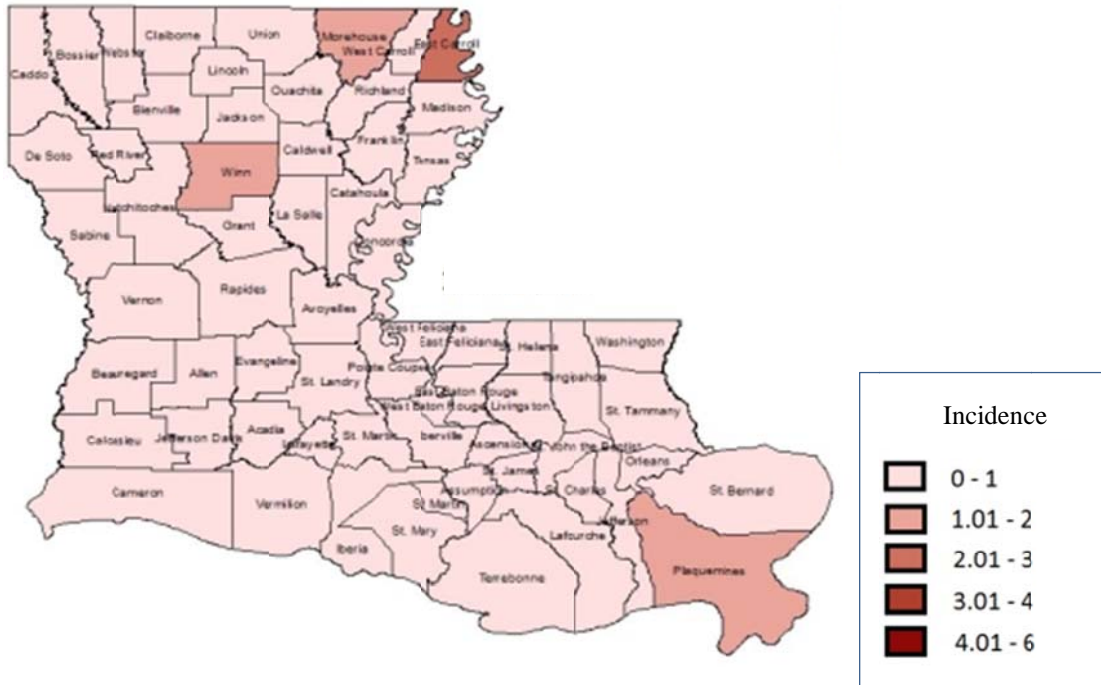 Claiborne
Union
Morehouse
West Carroll
East Carroll
Caddo
Bossier
Webster
Lincoln
Ouachita
Richland
Madison
Bienville
Jackson
De Soto
Red River
Winn
Caldwell
Franklin
Tensas
Natchitoches
Catahoula
Sabine
Grant
La Salle
Concordia
Vernon
Rapides
Avoyelles
West Feliciana
East Feliciana
St. Helena
Washington
Beauregard
Allen
Evangeline
St. Landry
Pointe Coupee
Tangipahoa
East Baton Rouge
West Baton Rouge
Livingston
St. Tammany
Calcasieu
Jefferson Davis
Acadia
Lafayette
St. Martin
Iberville
Ascension
St. John the Baptist
Orleans
Cameron
Vermilion
St. James
Assumption
St. Charles
St. Bernard
St. Martin
Iberia
St. Mary
Lafourche
Jefferson
Terrebonne
Plaquemines
Incidence
0 - 1
1.01 - 2
2.01 - 3
3.01 - 4
4.01 - 6